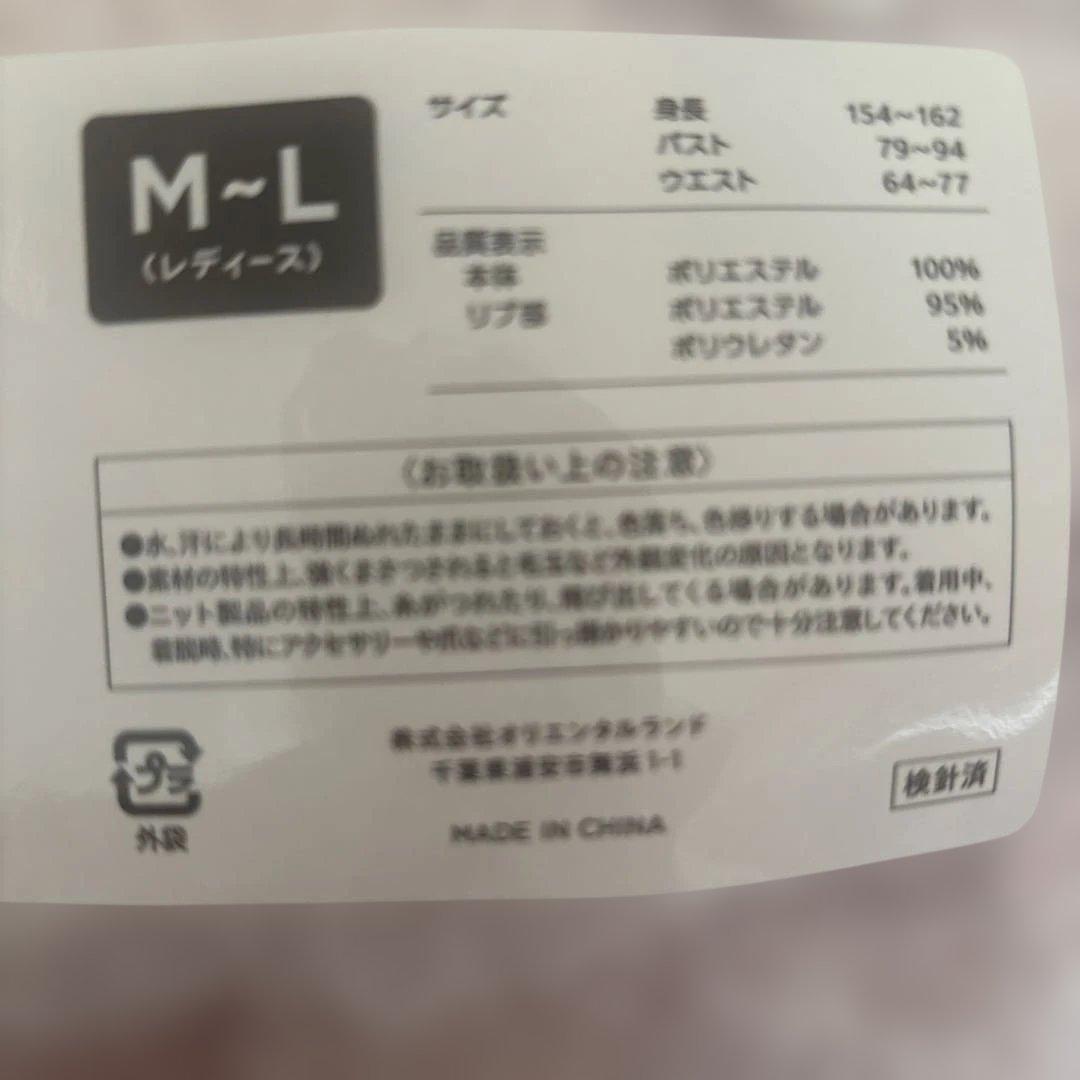 M~L
〈レディース〉
サイズ 身長 154~162
バスト 79~94
ウエスト 64~77
品質表示
本体 ポリエステル 100%
リブ部 ポリエステル 95%
ポリウレタン 5%
〈お取扱い上の注意〉
●水、汗により長時間ぬれたままにしておくと、色落ち、色移りする場合があります。
●素材の特性上、強くまさつされると毛玉など外観変化の原因となります。
●ニット製品の特性上、糸がつれたり、飛び出してくる場合があります。着用中、
着脱時、特にアクセサリーや爪などに引っ掛かりやすいので十分注意してください。
プラ
外袋
株式会社オリエンタルランド
千葉県浦安市舞浜1-1
MADE IN CHINA
検針済